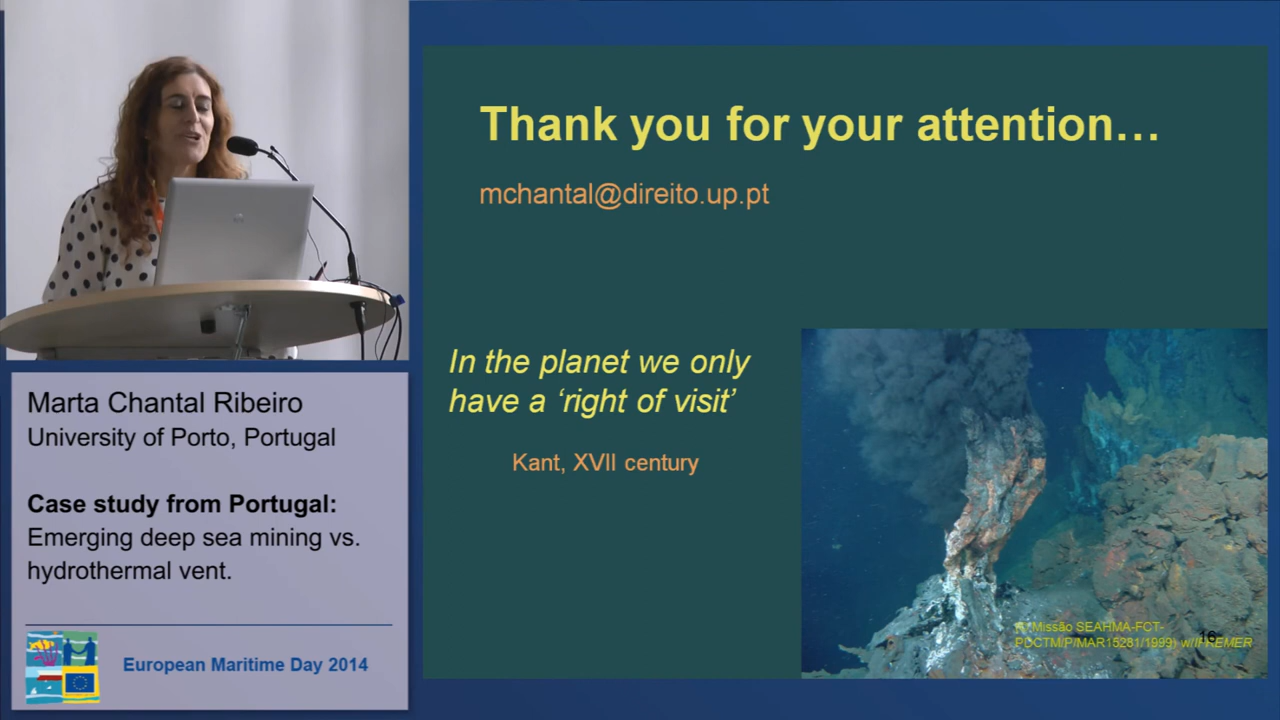 Thank you for your attention…
mchantal@direito.up.pt
In the planet we only
have a ‘right of visit’
Kant, XVII century
Missão SEAHMA-FCT-
PDCTM/P/MAR15281/1999) w/IFREMER
Marta Chantal Ribeiro
University of Porto, Portugal
Case study from Portugal:
Emerging deep sea mining vs.
hydrothermal vent.
European Maritime Day 2014